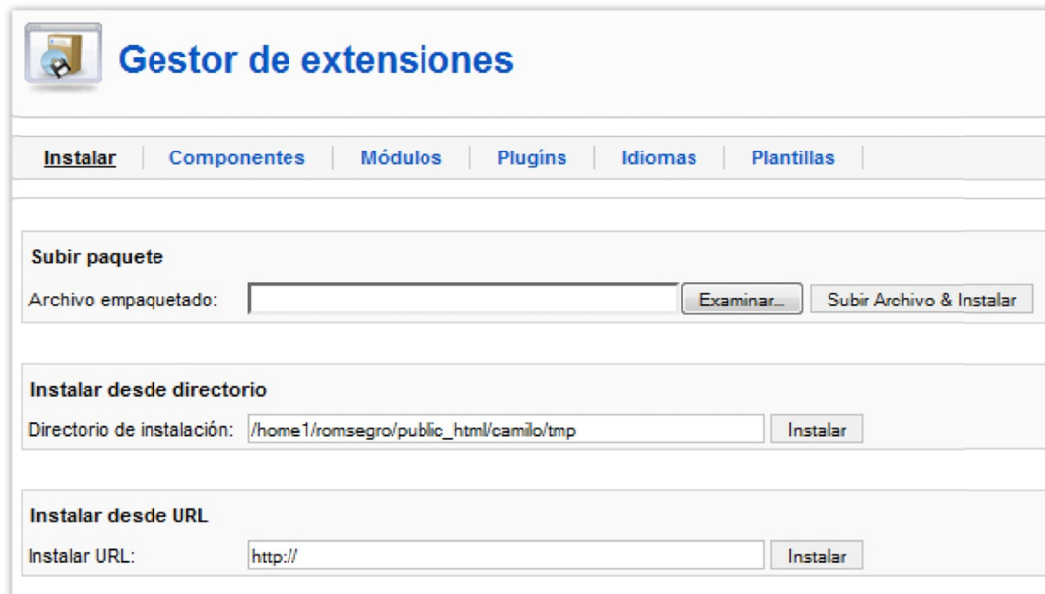 Gestor de extensiones
Instalar Componentes Módulos Plugins Idiomas Plantillas
Subir paquete
Archivo empaquetado: Examinar... Subir Archivo & Instalar
Instalar desde directorio
Directorio de instalación: /home1/romsegro/public_html/camilo/tmp Instalar
Instalar desde URL
Instalar URL: http:// Instalar